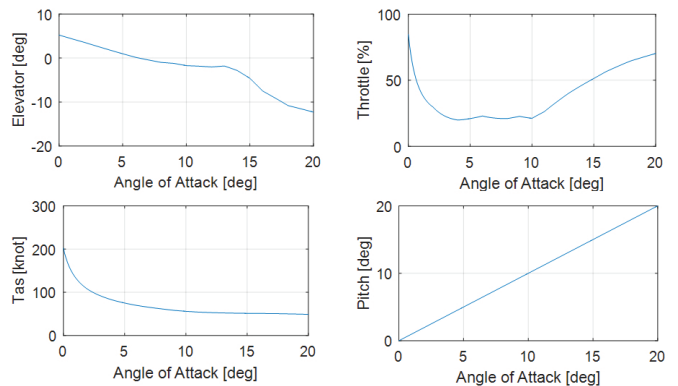 10
0
-10
-20
Elevator [deg]
0 5 10 15 20
Angle of Attack [deg]
100
50
0
Throttle [%]
0 5 10 15 20
Angle of Attack [deg]
300
200
100
0
Tas [knot]
0 5 10 15 20
Angle of Attack [deg]
20
10
0
Pitch [deg]
0 5 10 15 20
Angle of Attack [deg]